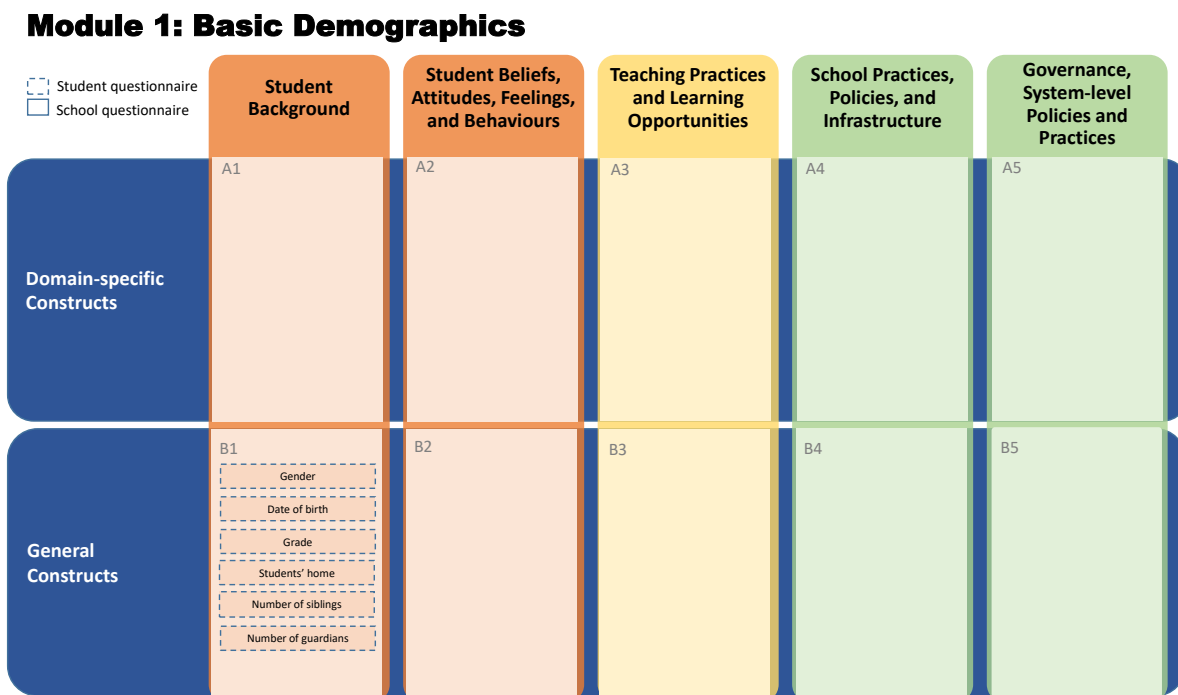 Module 1: Basic Demographics
Student questionnaire
School questionnaire
Student
Background
Student Beliefs,
Attitudes, Feelings,
and Behaviours
Teaching Practices
and Learning
Opportunities
School Practices,
Policies, and
Infrastructure
Governance,
System-level
Policies and
Practices
Domain-specific
Constructs
A1
A2
A3
A4
A5
General
Constructs
B1
Gender
Date of birth
Grade
Students’ home
Number of siblings
Number of guardians
B2
B3
B4
B5